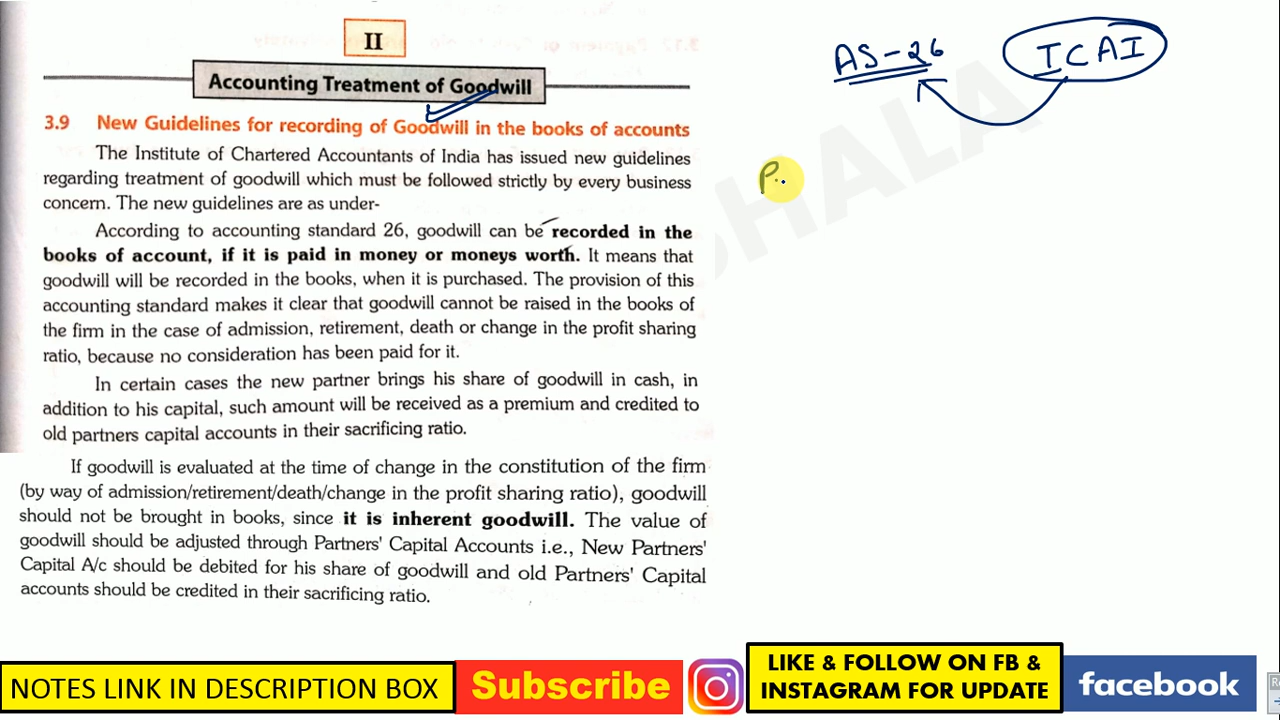 II
Accounting Treatment of Goodwill
3.9 New Guidelines for recording of Goodwill in the books of accounts
The Institute of Chartered Accountants of India has issued new guidelines
regarding treatment of goodwill which must be followed strictly by every business
concern. The new guidelines are as under-
According to accounting standard 26, goodwill can be recorded in the
books of account, if it is paid in money or moneys worth. It means that
goodwill will be recorded in the books, when it is purchased. The provision of this
accounting standard makes it clear that goodwill cannot be raised in the books of
the firm in the case of admission, retirement, death or change in the profit sharing
ratio, because no consideration has been paid for it.
In certain cases the new partner brings his share of goodwill in cash, in
addition to his capital, such amount will be received as a premium and credited to
old partners capital accounts in their sacrificing ratio.
If goodwill is evaluated at the time of change in the constitution of the firm
(by way of admission/retirement/death/change in the profit sharing ratio), goodwill
should not be brought in books, since it is inherent goodwill. The value of
goodwill should be adjusted through Partners' Capital Accounts i.e., New Partners'
Capital A/c should be debited for his share of goodwill and old Partners' Capital
accounts should be credited in their sacrificing ratio.
AS-26 ICAI
P
HALA
NOTES LINK IN DESCRIPTION BOX
Subscribe
LIKE & FOLLOW ON FB &
INSTAGRAM FOR UPDATE
facebook